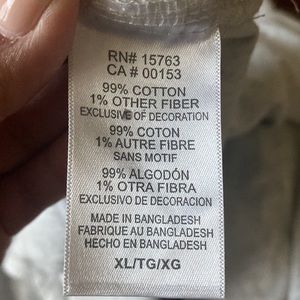 RN# 15763
CA # 00153
99% COTTON
1% OTHER FIBER
EXCLUSIVE OF DECORATION
99% COTON
1% AUTRE FIBRE
SANS MOTIF
99% ALGODÓN
1% OTRA FIBRA
EXCLUSIVO DE DECORACION
MADE IN BANGLADESH
FABRIQUE AU BANGLADESH
HECHO EN BANGLADESH
XL/TG/XG